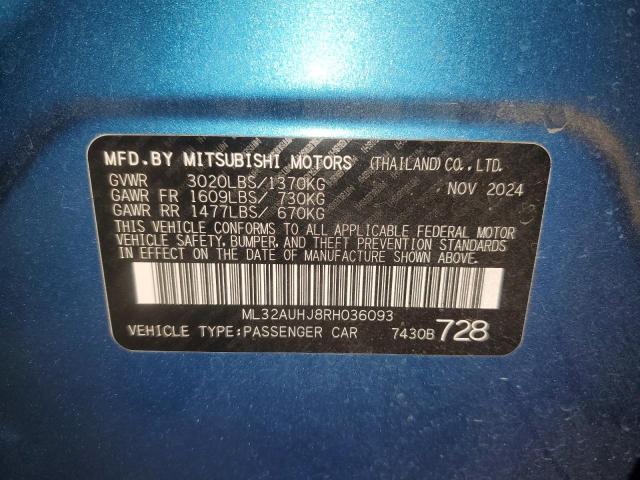 MFD.BY MITSUBISHI MOTORS (THAILAND)CO.,LTD.
GVWR 3020LBS/1370KG NOV 2024
GAWR FR 1609LBS/ 730KG
GAWR RR 1477LBS/ 670KG
THIS VEHICLE CONFORMS TO ALL APPLICABLE FEDERAL MOTOR
VEHICLE SAFETY, BUMPER, AND THEFT PREVENTION STANDARDS
IN EFFECT ON THE DATE OF MANUFACTURE SHOWN ABOVE.
ML32AUHJ8RH036093
VEHICLE TYPE:PASSENGER CAR 7430B 728